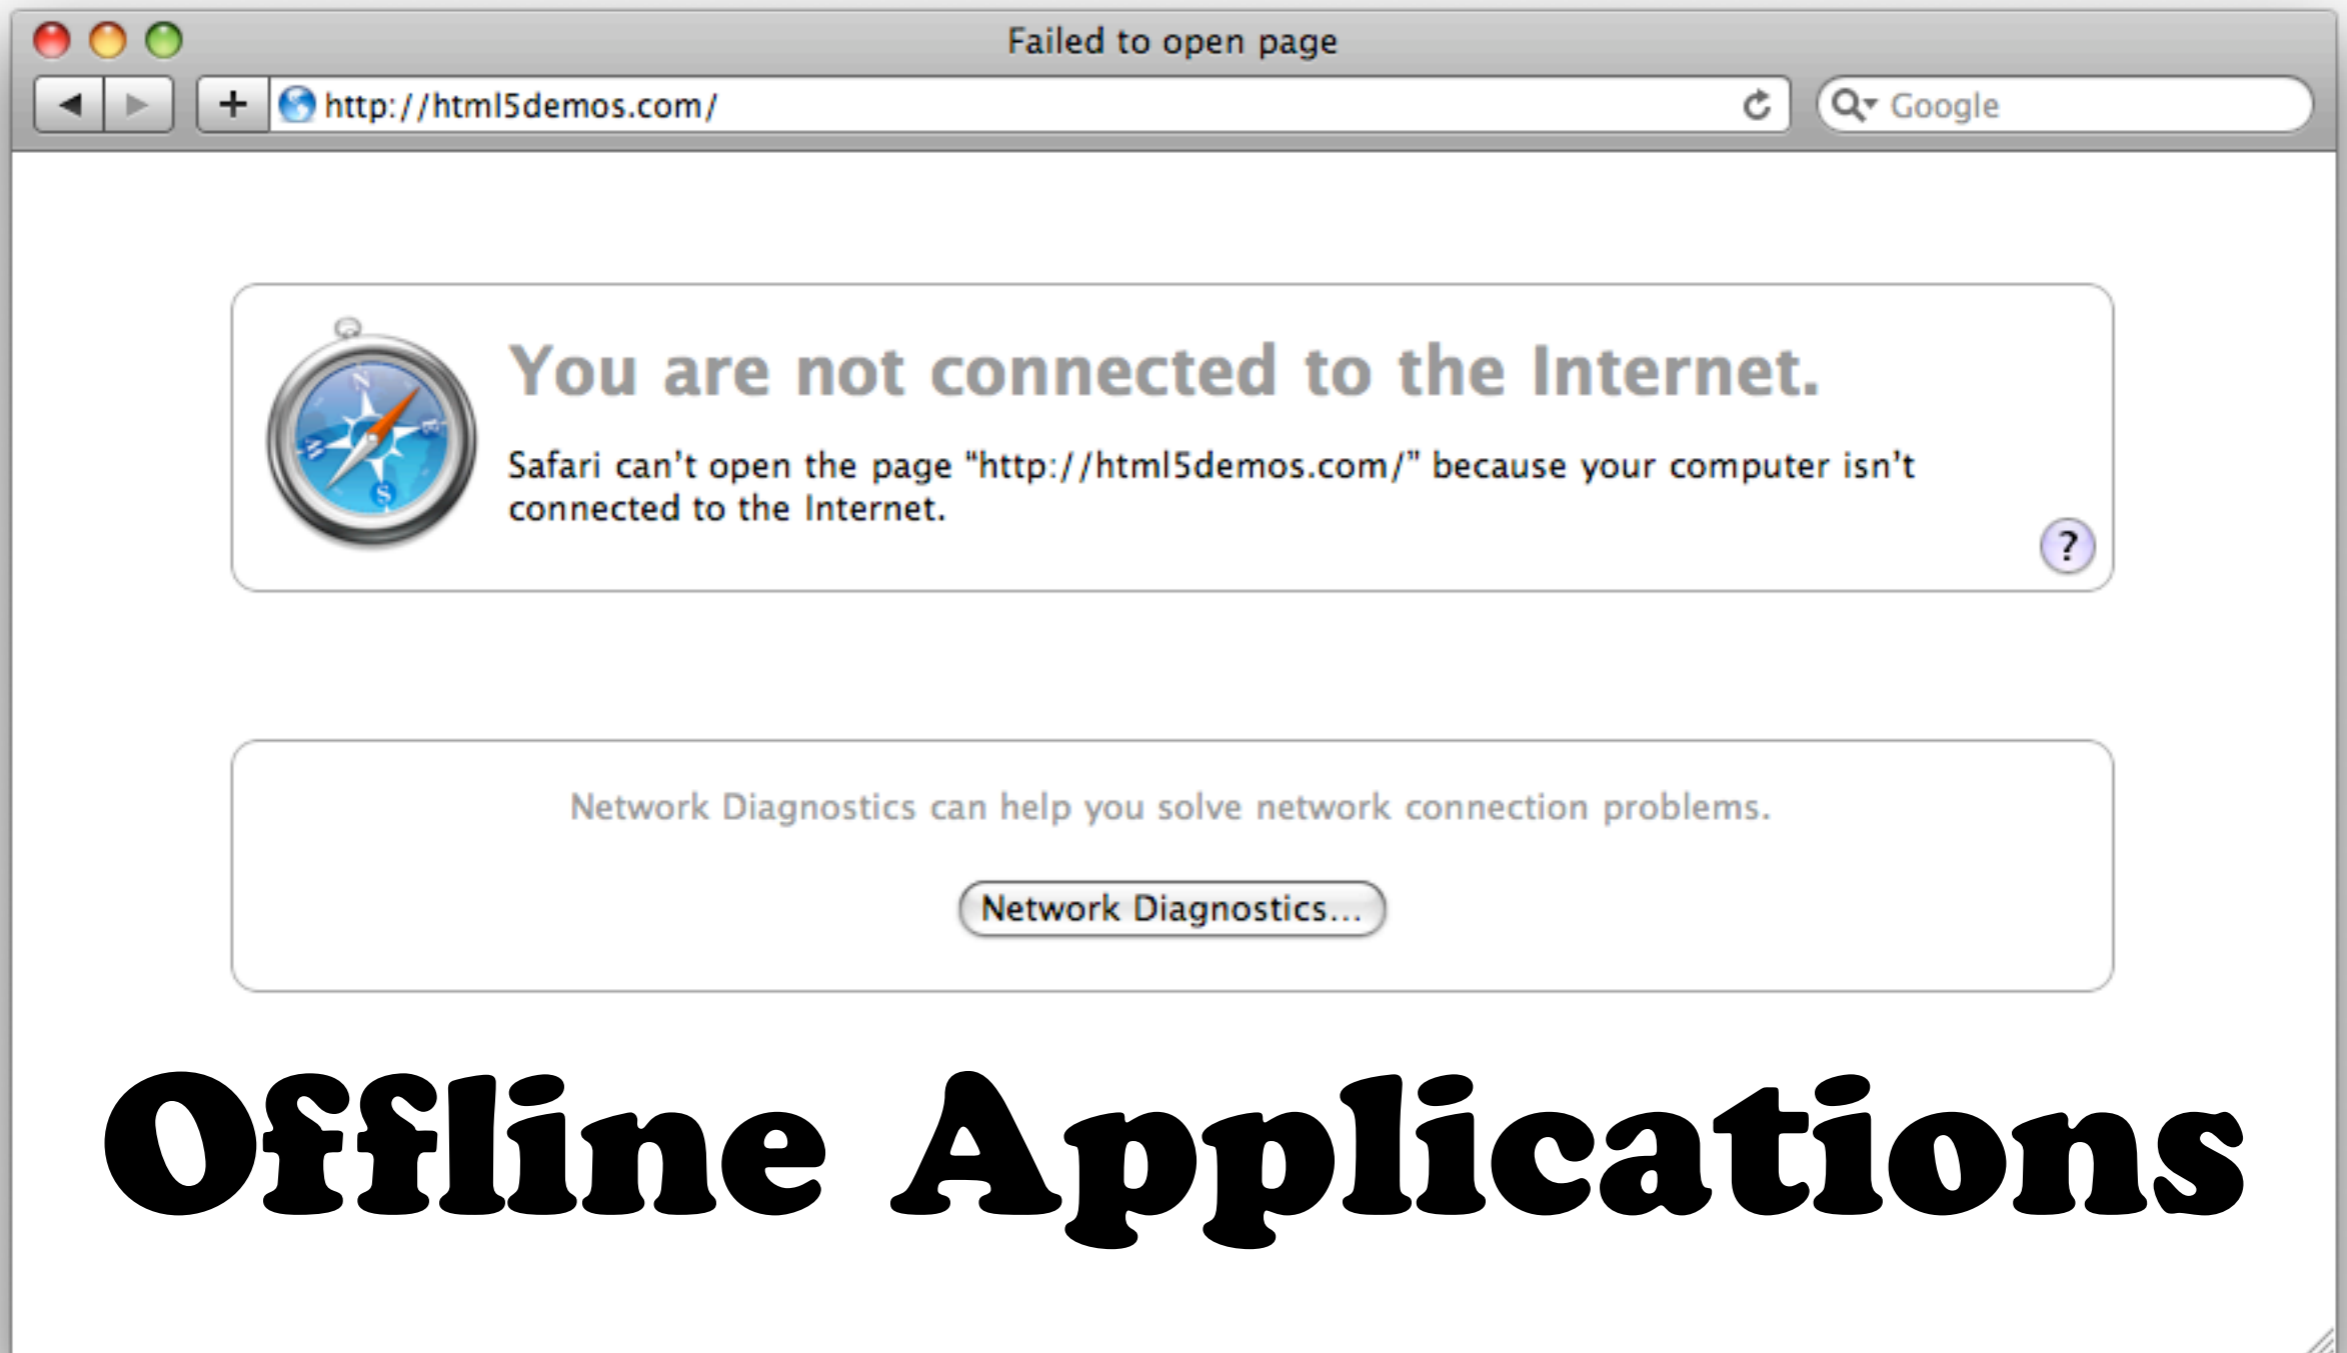 Failed to open page
http://html5demos.com/
Google
You are not connected to the Internet.
Safari can't open the page “http://html5demos.com/” because your computer isn't
connected to the Internet.
?
Network Diagnostics can help you solve network connection problems.
Network Diagnostics...
Offline Applications